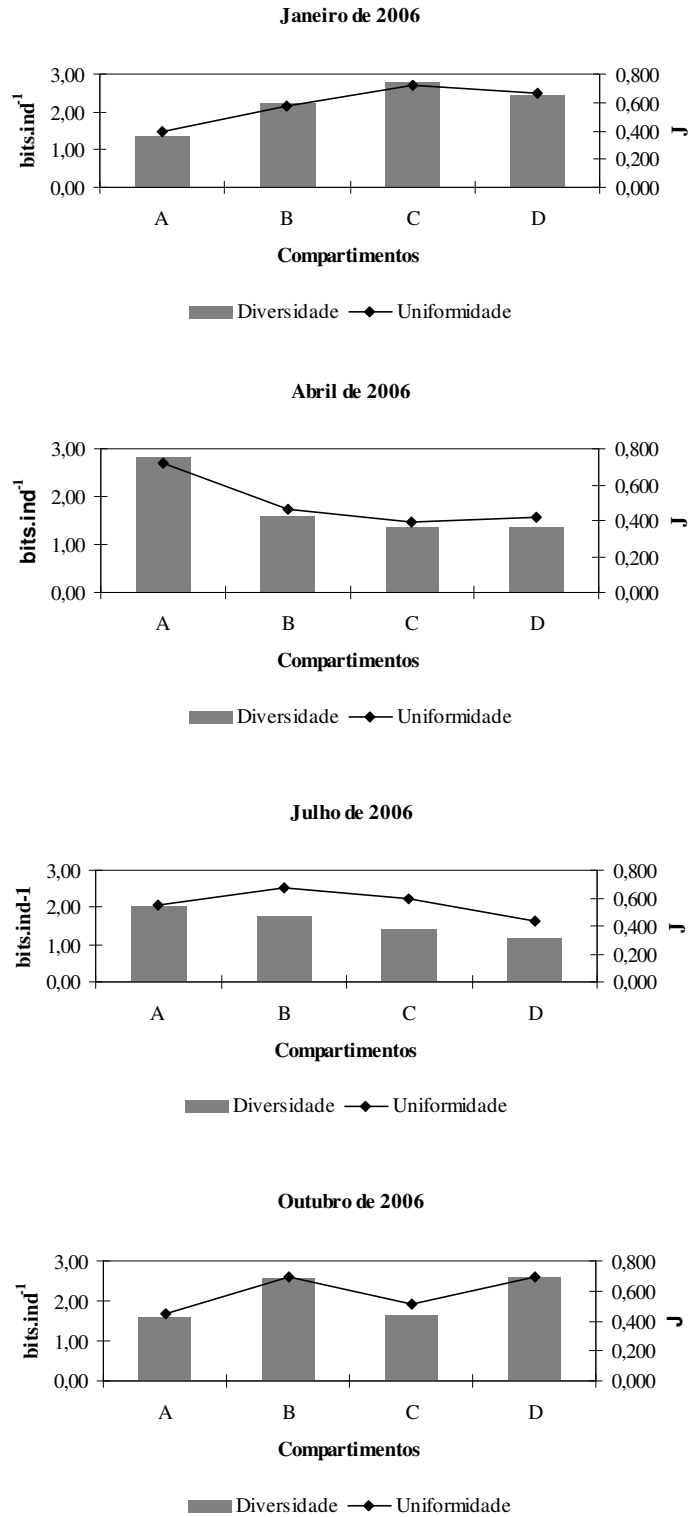 Janeiro de 2006
3,00
2,00
1,00
0,00
bits.ind-1
0,800
0,600
0,400
0,200
0,000
J
A B C D
Compartimentos
Diversidade Uniformidade
Abril de 2006
3,00
2,00
1,00
0,00
bits.ind-1
0,800
0,600
0,400
0,200
0,000
J
A B C D
Compartimentos
Diversidade Uniformidade
Julho de 2006
3,00
2,00
1,00
0,00
bits.ind-1
0,800
0,600
0,400
0,200
0,000
J
A B C D
Compartimentos
Diversidade Uniformidade
Outubro de 2006
3,00
2,00
1,00
0,00
bits.ind-1
0,800
0,600
0,400
0,200
0,000
J
A B C D
Compartimentos
Diversidade Uniformidade